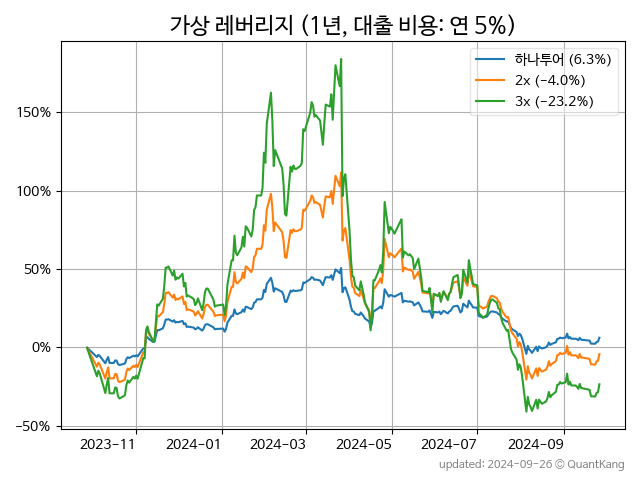 가상 레버리지 (1년, 대출 비용: 연 5%)
하나투어 (6.3%)
2x (−4.0%)
3x (−23.2%)
150%
100%
50%
0%
−50%
2023-11 2024-01 2024-03 2024-05 2024-07 2024-09
updated: 2024-09-26 © QuantKang